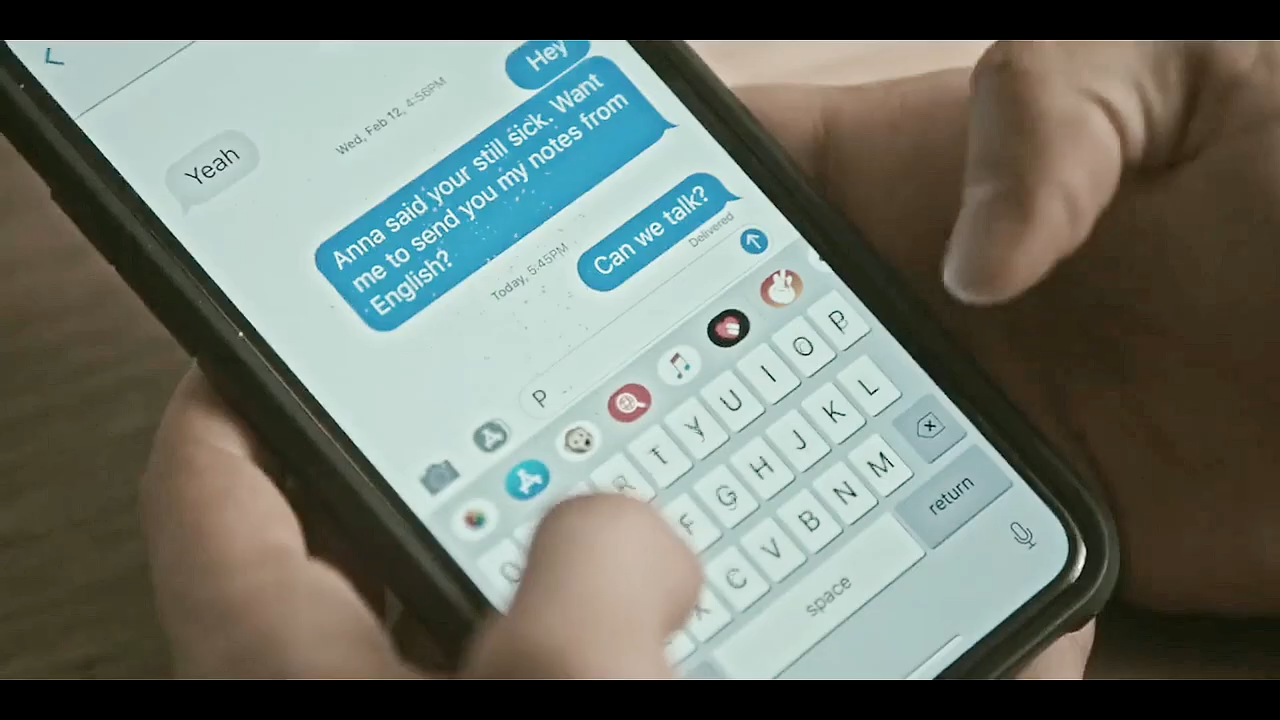 Hey
Wed, Feb 12, 4:56PM
Yeah
Anna said your still sick. Want
me to send you my notes from
English?
Today, 5:45PM
Can we talk?
Delivered
P
R T Y U I O P
F G H J K L
X C V B N M
space
return